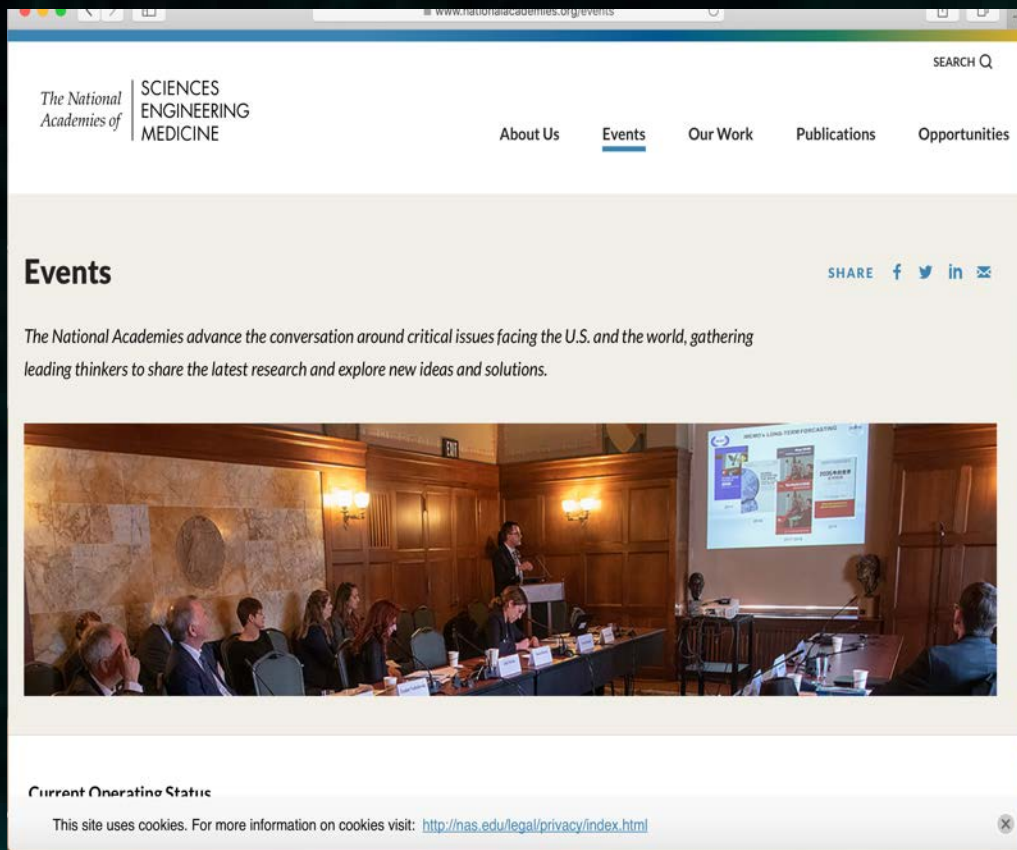 www.nationalacademies.org/events
SEARCH
The National
Academies of
SCIENCES
ENGINEERING
MEDICINE
About Us Events Our Work Publications Opportunities
Events
SHARE
The National Academies advance the conversation around critical issues facing the U.S. and the world, gathering
leading thinkers to share the latest research and explore new ideas and solutions.
EXIT
LONG-TERM FORCASTING
Current Operating Status
This site uses cookies. For more information on cookies visit: http://nas.edu/legal/privacy/index.html